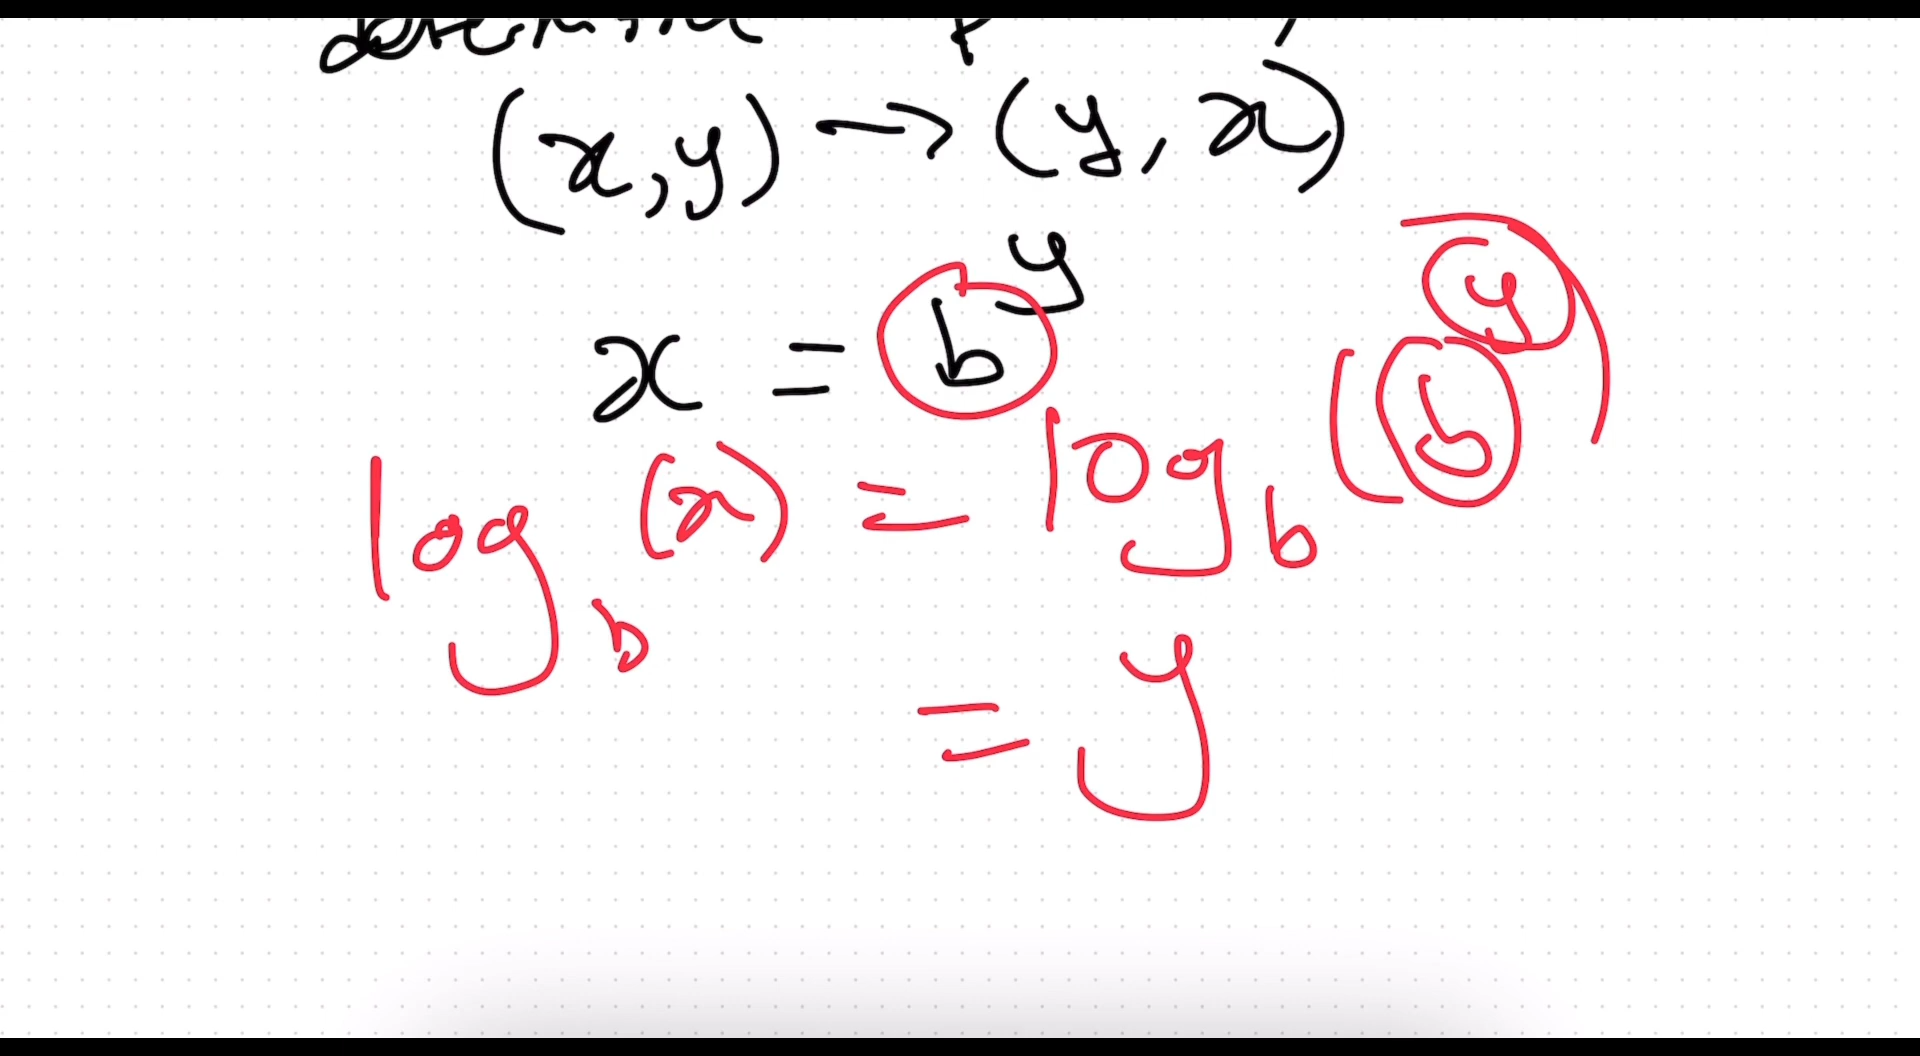 (x,y) → (y,x)
x = b^y
log_b (x) = log_b (b^y)
= y